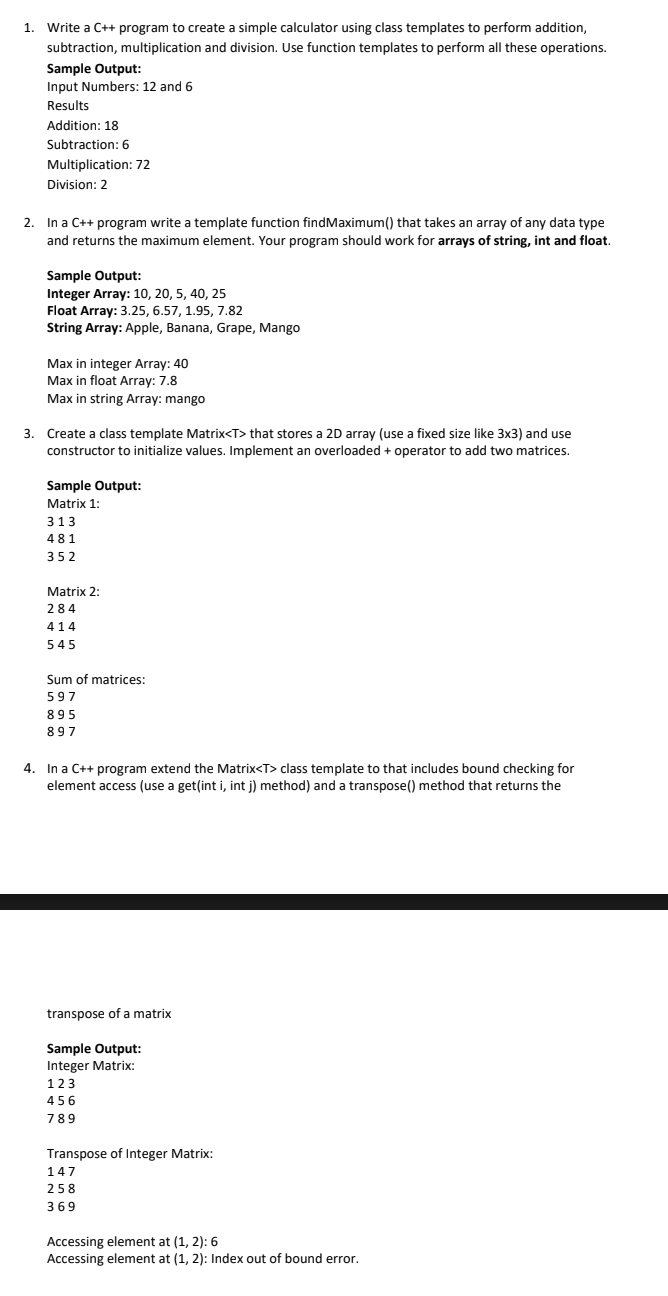 1. Write a C++ program to create a simple calculator using class templates to perform addition,
subtraction, multiplication and division. Use function templates to perform all these operations.
Sample Output:
Input Numbers: 12 and 6
Results
Addition: 18
Subtraction: 6
Multiplication: 72
Division: 2
2. In a C++ program write a template function findMaximum() that takes an array of any data type
and returns the maximum element. Your program should work for arrays of string, int and float.
Sample Output:
Integer Array: 10, 20, 5, 40, 25
Float Array: 3.25, 6.57, 1.95, 7.82
String Array: Apple, Banana, Grape, Mango
Max in integer Array: 40
Max in float Array: 7.8
Max in string Array: mango
3. Create a class template Matrix<T> that stores a 2D array (use a fixed size like 3x3) and use
constructor to initialize values. Implement an overloaded + operator to add two matrices.
Sample Output:
Matrix 1:
3 1 3
4 8 1
3 5 2
Matrix 2:
2 8 4
4 1 4
5 4 5
Sum of matrices:
5 9 7
8 9 5
8 9 7
4. In a C++ program extend the Matrix<T> class template to that includes bound checking for
element access (use a get(int i, int j) method) and a transpose() method that returns the
transpose of a matrix
Sample Output:
Integer Matrix:
1 2 3
4 5 6
7 8 9
Transpose of Integer Matrix:
1 4 7
2 5 8
3 6 9
Accessing element at (1, 2): 6
Accessing element at (1, 2): Index out of bound error.